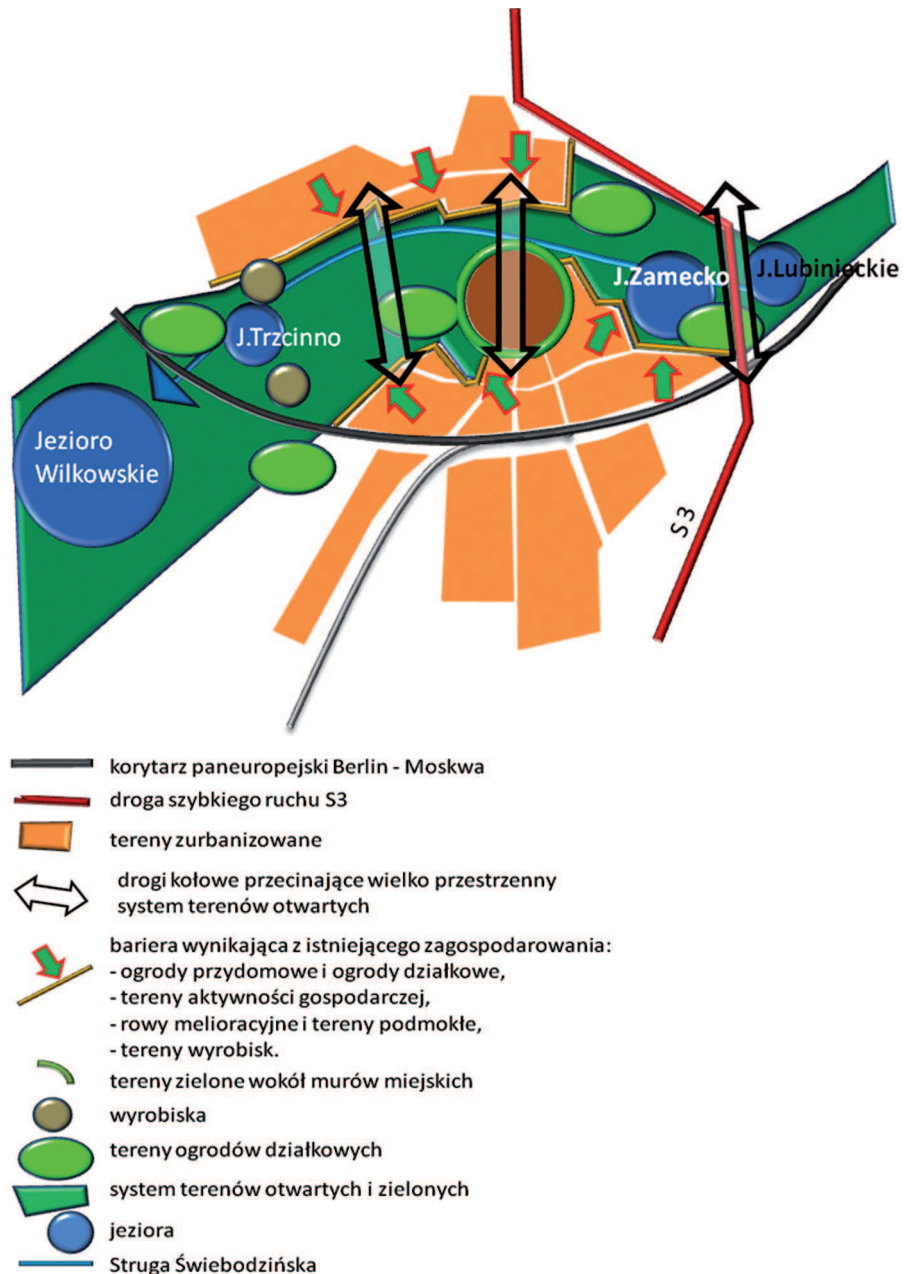 J.Zamecko
J.Lubinieckie
J.Trzcinno
Jezioro
Wilkowskie
S 3
korytarz paneuropejski Berlin - Moskwa
droga szybkiego ruchu S3
tereny zurbanizowane
drogi kołowe przecinające wielko przestrzenny
system terenów otwartych
bariera wynikająca z istniejącego zagospodarowania:
- ogrody przydomowe i ogrody działkowe,
- tereny aktywności gospodarczej,
- rowy melioracyjne i tereny podmokłe,
- tereny wyrobisk.
tereny zielone wokół murów miejskich
wyrobiska
tereny ogrodów działkowych
system terenów otwartych i zielonych
jeziora
Struga Świebodzińska